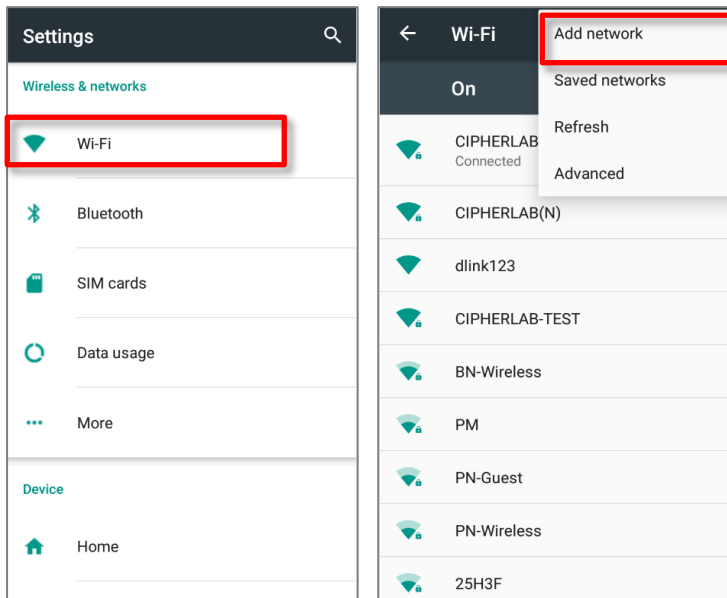 Settings
Wireless & networks
Wi-Fi
Bluetooth
SIM cards
Data usage
More
Device
Home
Wi-Fi
Add network
On
Saved networks
Refresh
Advanced
CIPHERLAB
Connected
CIPHERLAB(N)
dlink123
CIPHERLAB-TEST
BN-Wireless
PM
PN-Guest
PN-Wireless
25H3F